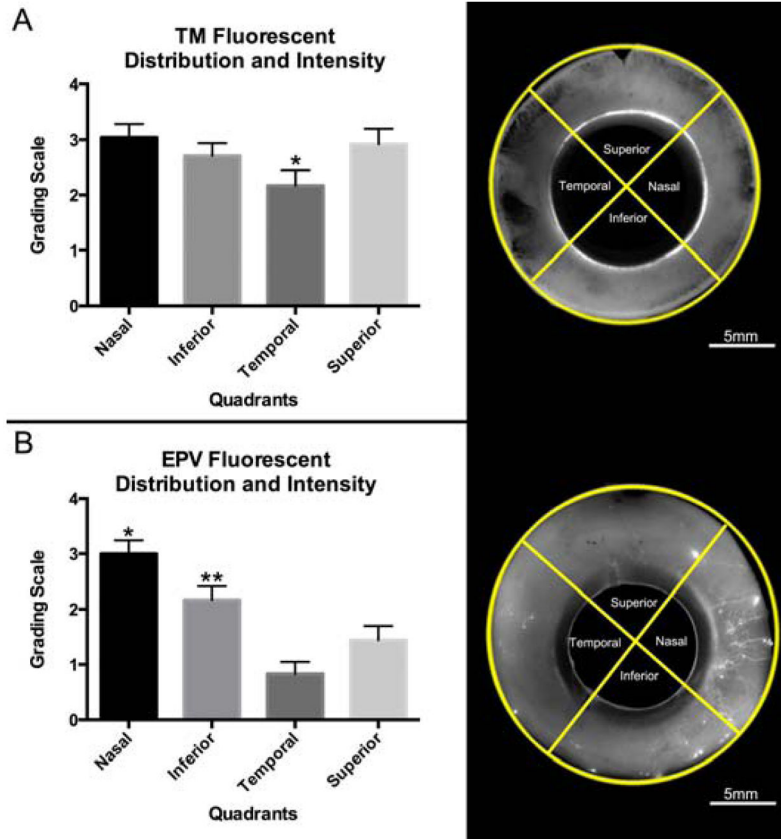 A
TM Fluorescent
Distribution and Intensity
4
3
2
1
0
Grading Scale
*
Nasal
Inferior
Temporal
Superior
Quadrants
Superior
Temporal
Nasal
Inferior
5mm
B
EPV Fluorescent
Distribution and Intensity
4
3
2
1
0
Grading Scale
*
**
Nasal
Inferior
Temporal
Superior
Quadrants
Superior
Temporal
Nasal
Inferior
5mm